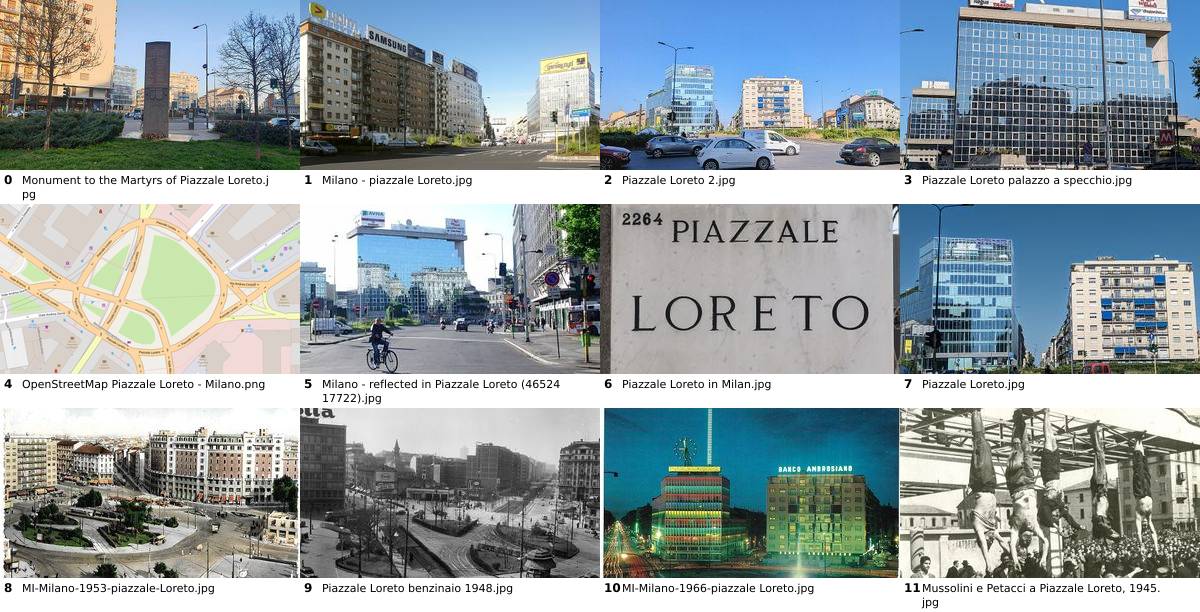 SAMSUNG
0 Monument to the Martyrs of Piazzale Loreto.j
pg
1 Milano - piazzale Loreto.jpg
2 Piazzale Loreto 2.jpg
3 Piazzale Loreto palazzo a specchio.jpg
2264 PIAZZALE
LORETO
4 OpenStreetMap Piazzale Loreto - Milano.png
5 Milano - reflected in Piazzale Loreto (46524
17722).jpg
6 Piazzale Loreto in Milan.jpg
7 Piazzale Loreto.jpg
BANCO AMBROSIANO
8 MI-Milano-1953-piazzale-Loreto.jpg
9 Piazzale Loreto benzinaio 1948.jpg
10 MI-Milano-1966-piazzale-Loreto.jpg
11 Mussolini e Petacci a Piazzale Loreto, 1945.
jpg